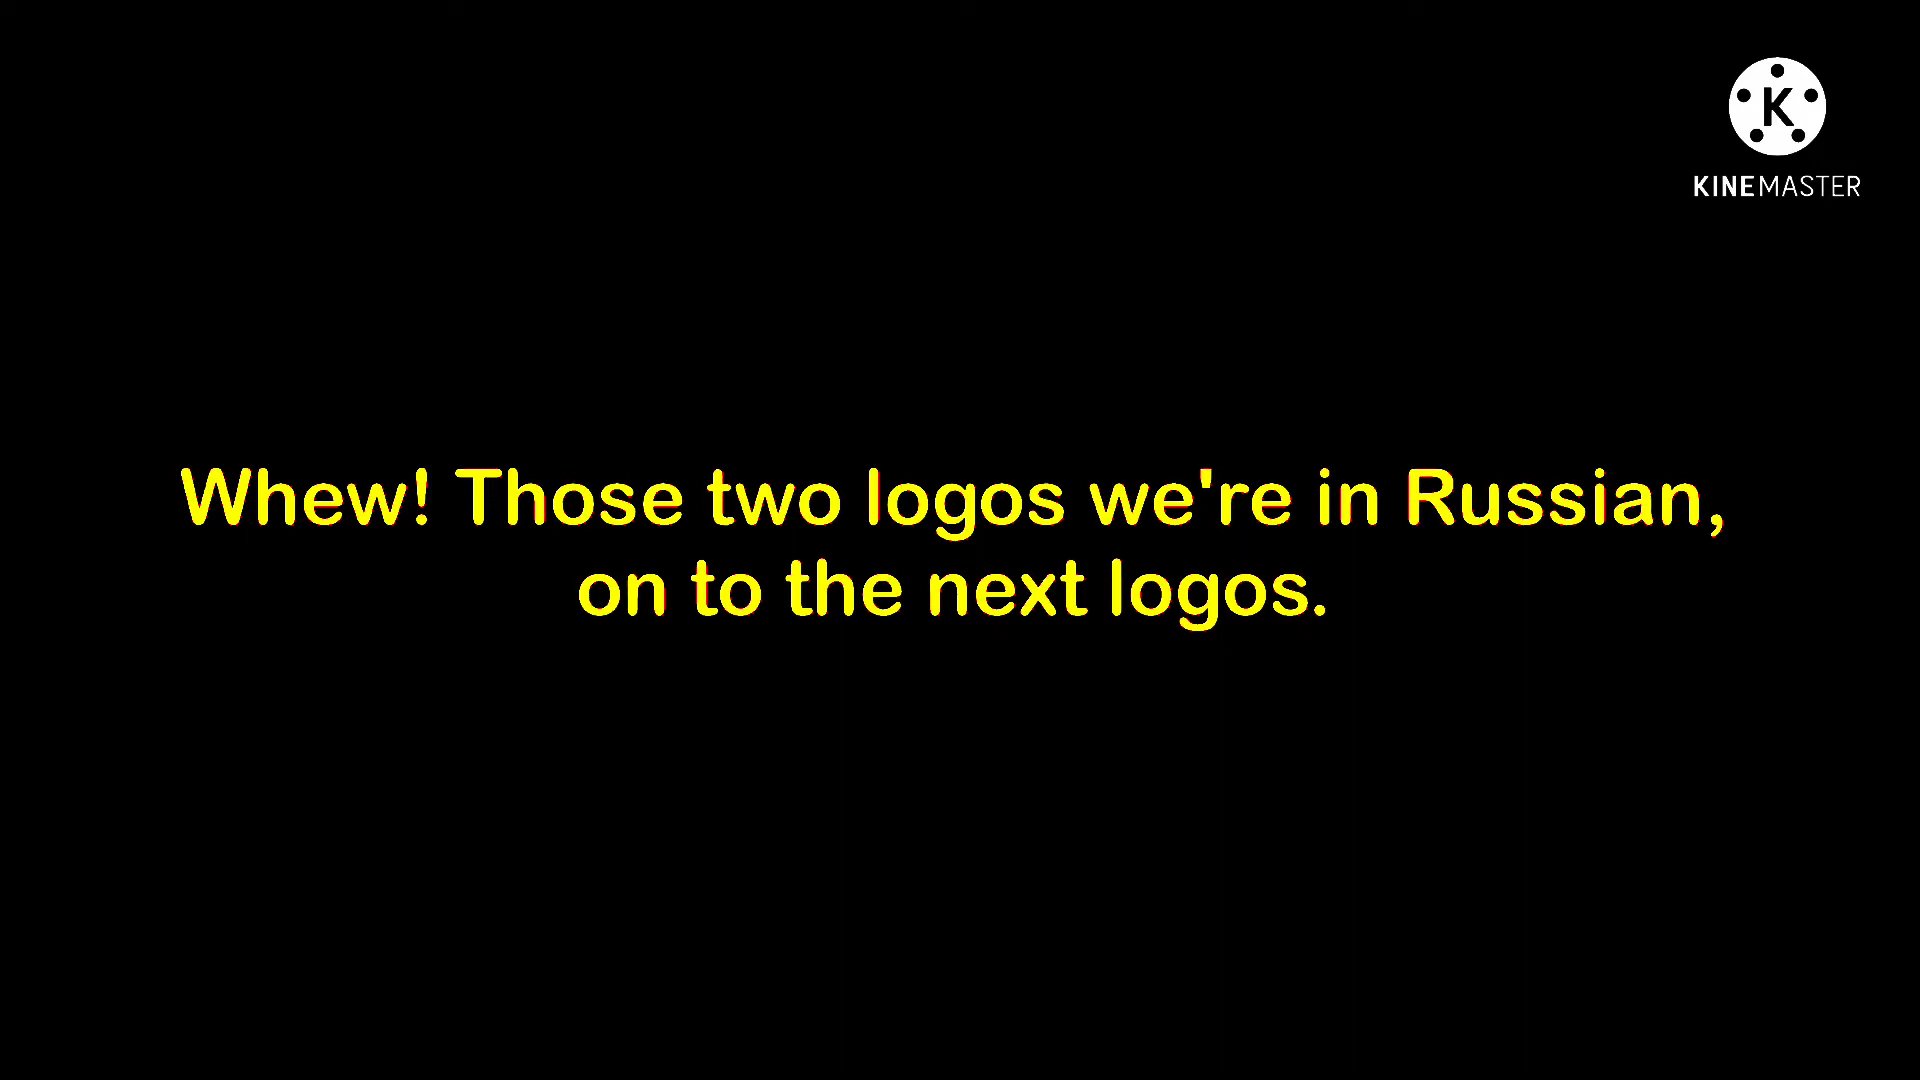 K
KINEMASTER
Whew! Those two logos we're in Russian,
on to the next logos.